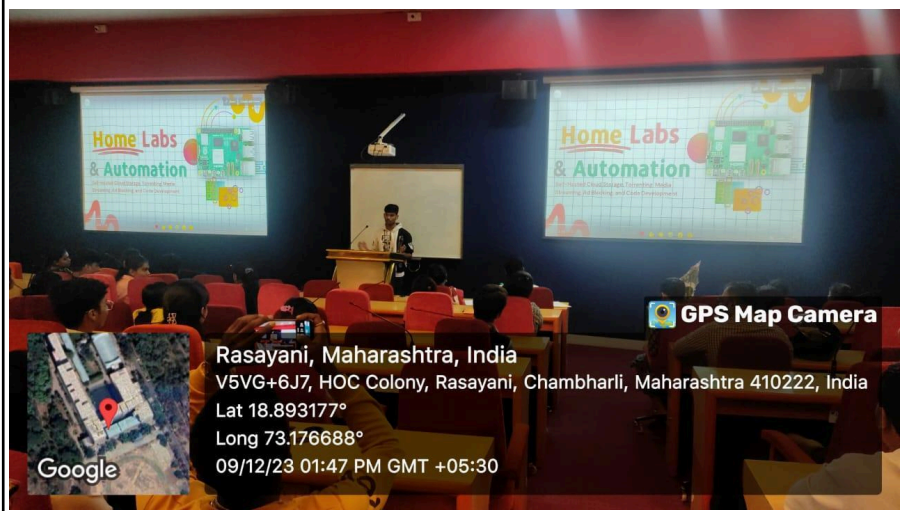 Home Labs
& Automation
Home Labs
& Automation
GPS Map Camera
Rasayani, Maharashtra, India
V5VG+6J7, HOC Colony, Rasayani, Chambharli, Maharashtra 410222, India
Lat 18.893177°
Long 73.176688°
09/12/23 01:47 PM GMT +05:30
Google